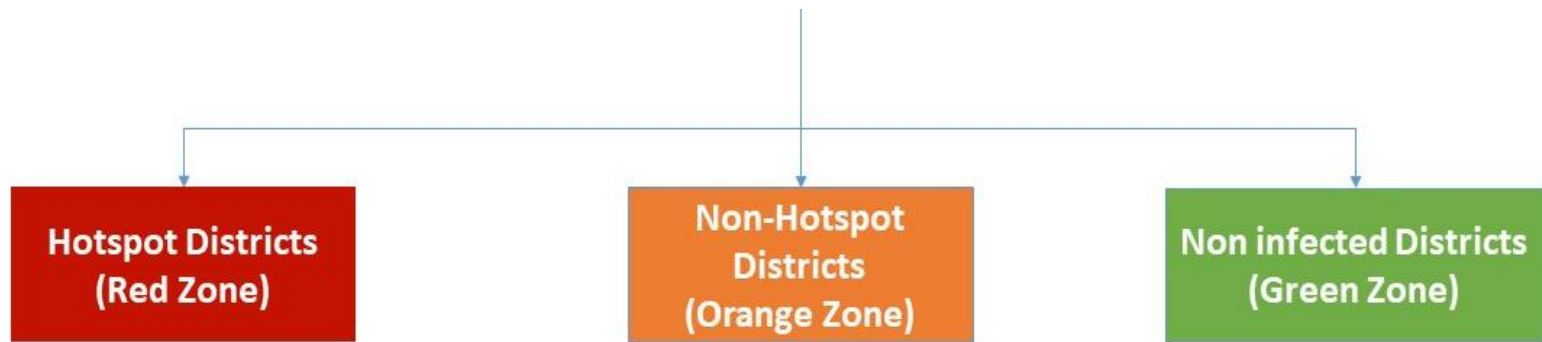 Hotspot Districts
(Red Zone)
Non-Hotspot
Districts
(Orange Zone)
Non infected Districts
(Green Zone)